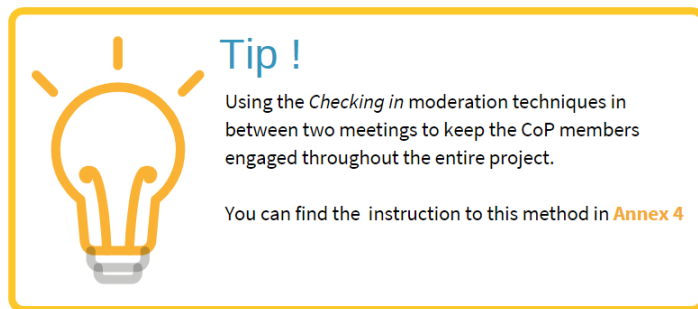 Tip !
Using the Checking in moderation techniques in
between two meetings to keep the CoP members
engaged throughout the entire project.
You can find the instruction to this method in Annex 4